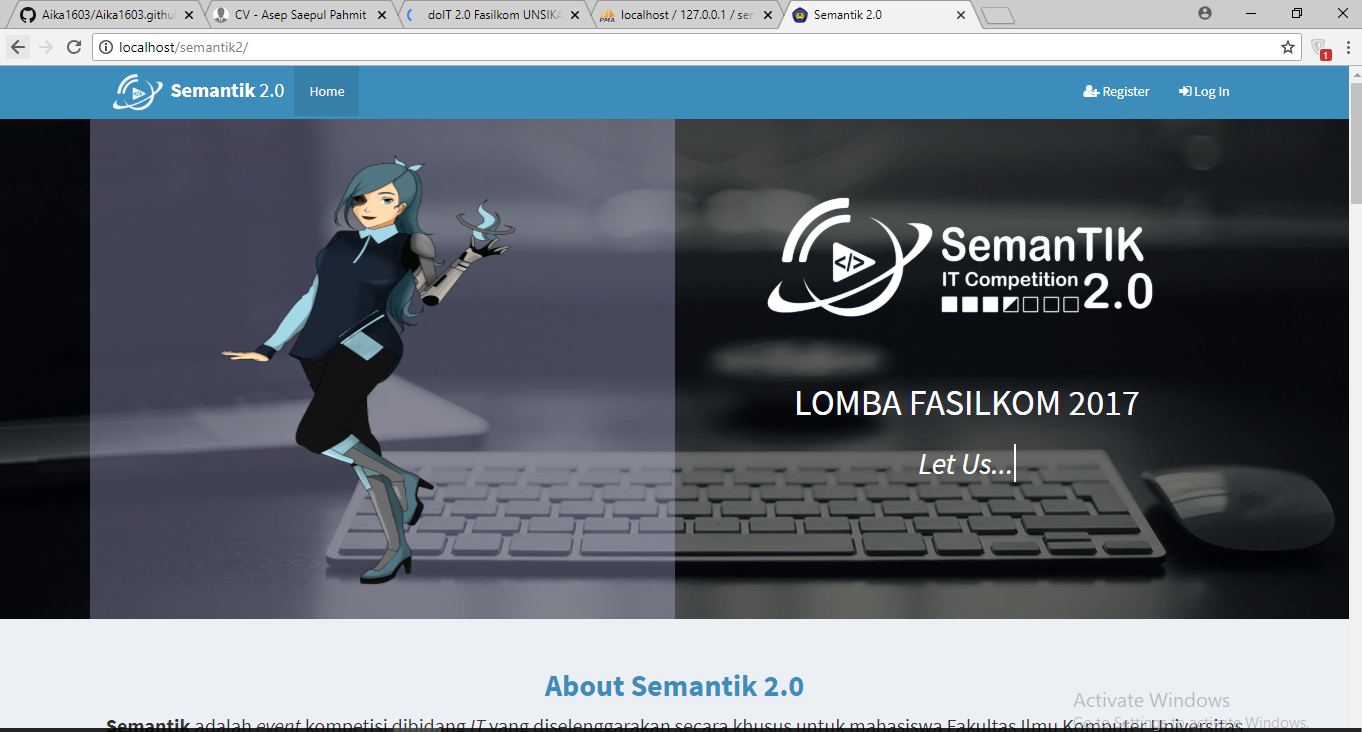 Aika1603/Aika1603.githu
CV - Asep Saepul Pahmit
doIT 2.0 Fasilkom UNSIKA
localhost / 127.0.0.1 / sem
Semantik 2.0
localhost/semantik2/
1
Semantik 2.0
Home
Register
Log In
</>
SemanTIK
IT Competition 2.0
LOMBA FASILKOM 2017
Let Us...
About Semantik 2.0
Activate Windows
Go to Settings to activate Windows.
Semantik adalah event kompetisi dibidang IT yang diselenggarakan secara khusus untuk mahasiswa Fakultas Ilmu Komputer Universitas